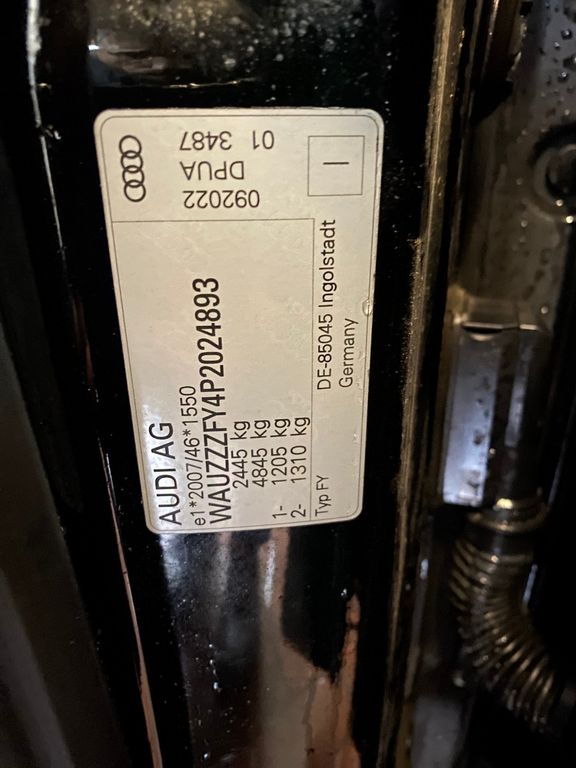 AUDI AG
e1*2007/46*1550
WAUZZZFY4P2024893
2445 kg
4845 kg
1- 1205 kg
2- 1310 kg
Typ FY
DE-85045 Ingolstadt
Germany
092022
DPUA
01 3487